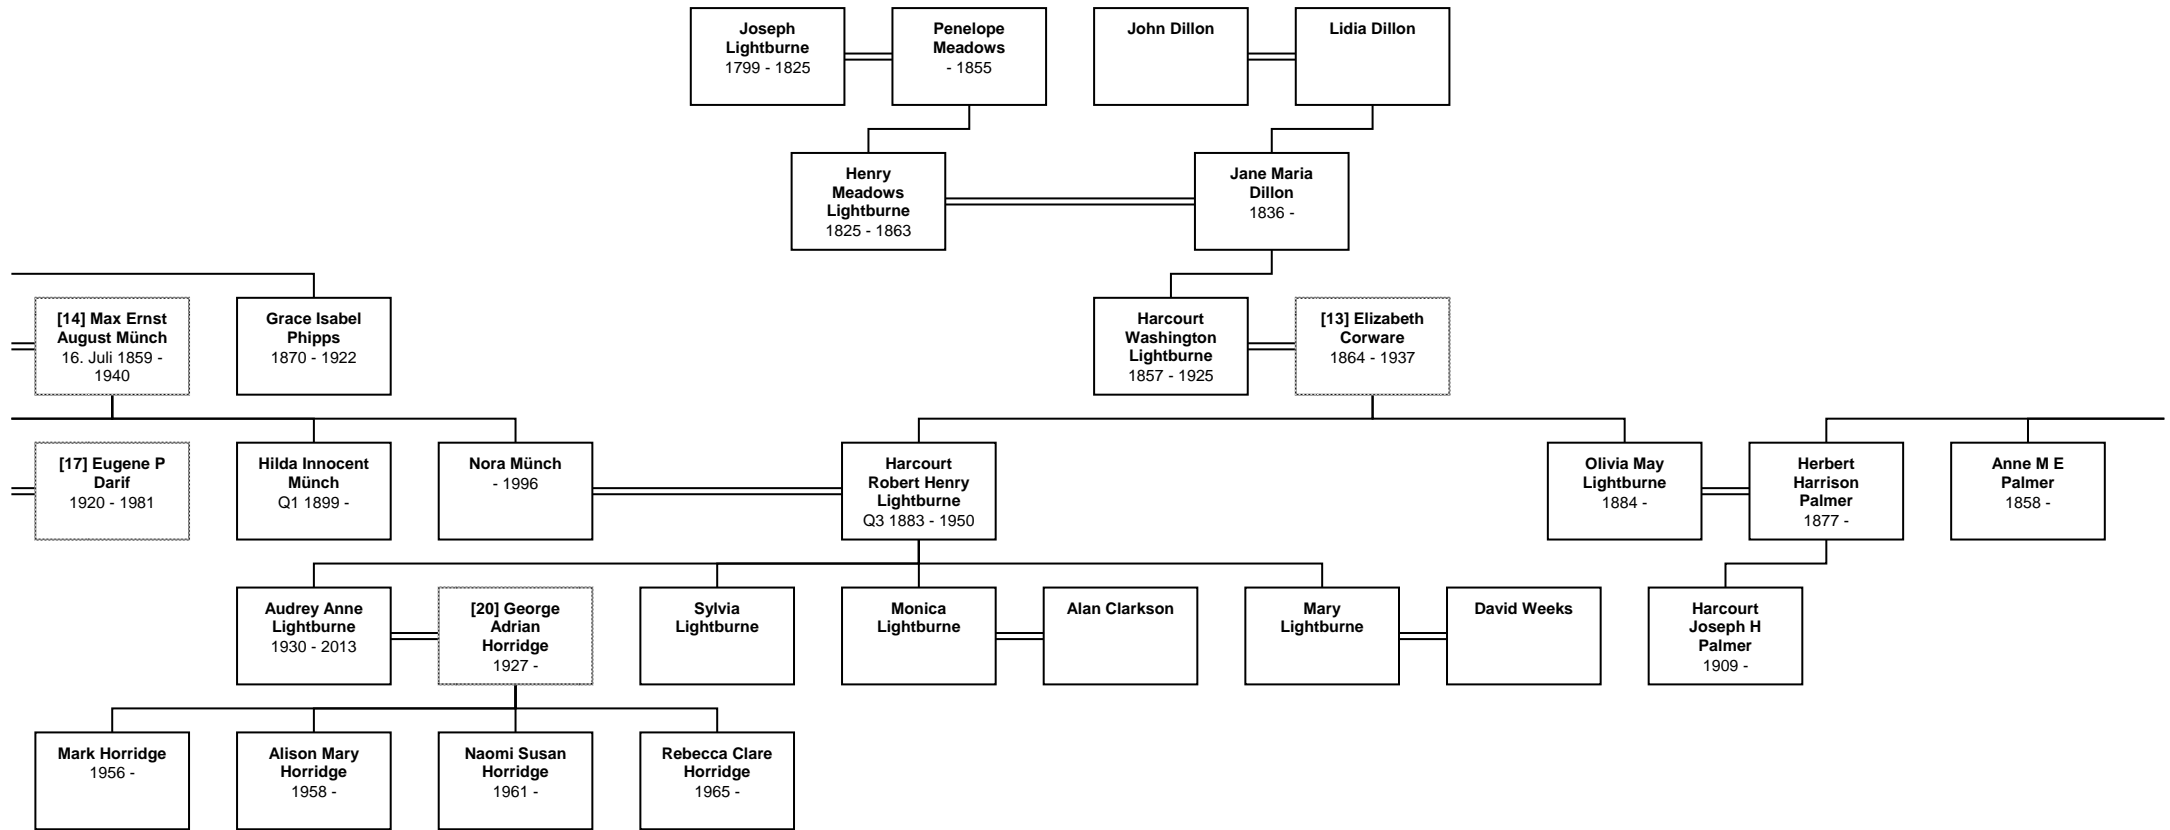 Joseph
Lightburne
1799 - 1825
Penelope
Meadows
- 1855
John Dillon
Lidia Dillon
Henry
Meadows
Lightburne
1825 - 1863
Jane Maria
Dillon
1836 -
[14] Max Ernst
August Münch
16. Juli 1859 -
1940
Grace Isabel
Phipps
1870 - 1922
Harcourt
Washington
Lightburne
1857 - 1925
[13] Elizabeth
Corware
1864 - 1937
[17] Eugene P
Darif
1920 - 1981
Hilda Innocent
Münch
Q1 1899 -
Nora Münch
- 1996
Harcourt
Robert Henry
Lightburne
Q3 1883 - 1950
Olivia May
Lightburne
1884 -
Herbert
Harrison
Palmer
1877 -
Anne M E
Palmer
1858 -
Audrey Anne
Lightburne
1930 - 2013
[20] George
Adrian
Horridge
1927 -
Sylvia
Lightburne
Monica
Lightburne
Alan Clarkson
Mary
Lightburne
David Weeks
Harcourt
Joseph H
Palmer
1909 -
Mark Horridge
1956 -
Alison Mary
Horridge
1958 -
Naomi Susan
Horridge
1961 -
Rebecca Clare
Horridge
1965 -